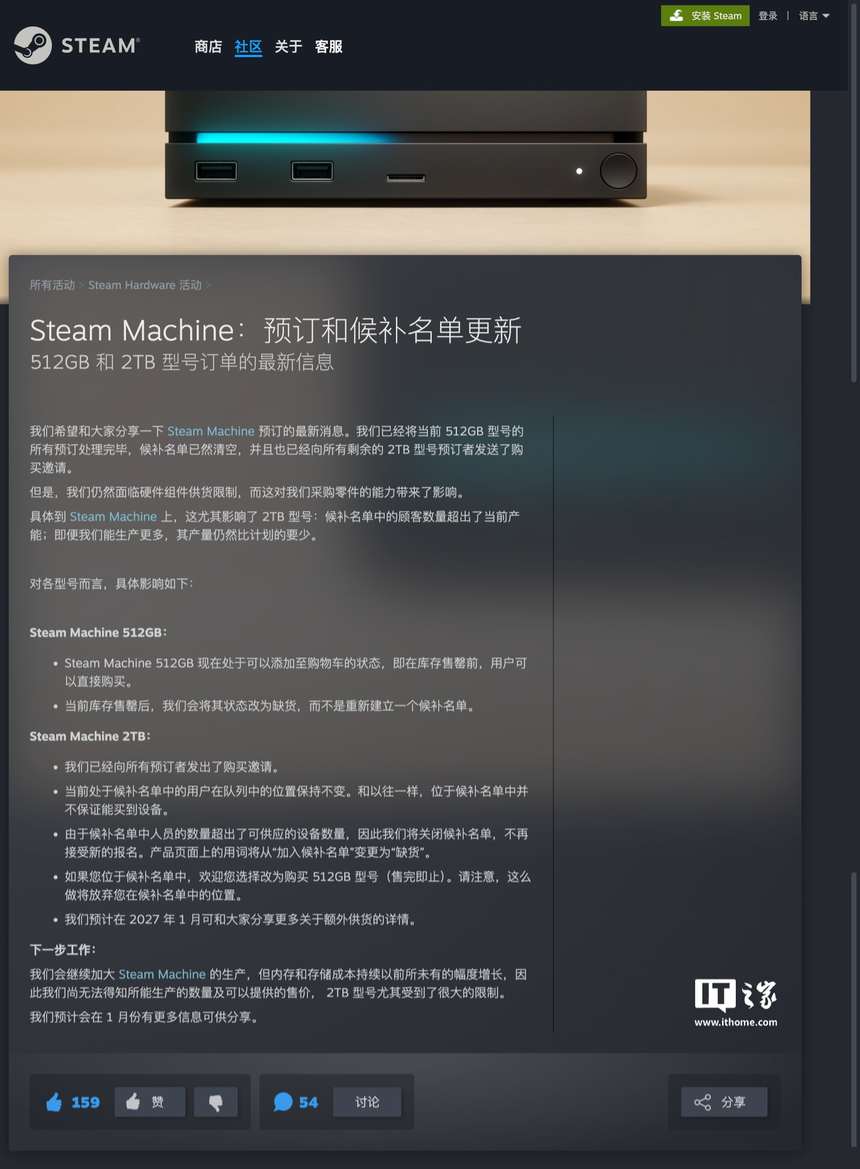 安装 Steam
登录 | 语言
STEAM®
商店 社区 关于 客服
所有活动 > Steam Hardware 活动 >
Steam Machine：预订和候补名单更新
512GB 和 2TB 型号订单的最新信息
我们希望和大家分享一下 Steam Machine 预订的最新消息。我们已经将当前 512GB 型号的
所有预订处理完毕，候补名单已然清空，并且也已经向所有剩余的 2TB 型号预订者发送了购
买邀请。
但是，我们仍然面临硬件组件供货限制，而这对我们采购零件的能力带来了影响。
具体到 Steam Machine 上，这尤其影响了 2TB 型号：候补名单中的顾客数量超出了当前产
能；即便我们能生产更多，其产量仍然比计划的要少。
对各型号而言，具体影响如下：
Steam Machine 512GB：
• Steam Machine 512GB 现在处于可以添加至购物车的状态，即在库存售罄前，用户可
以直接购买。
• 当前库存售罄后，我们会将其状态改为缺货，而不是重新建立一个候补名单。
Steam Machine 2TB：
• 我们已经向所有预订者发出了购买邀请。
• 当前处于候补名单中的用户在队列中的位置保持不变。和以往一样，位于候补名单中并
不保证能买到设备。
• 由于候补名单中人员的数量超出了可供应的设备数量，因此我们将关闭候补名单，不再
接受新的报名。产品页面上的用词将从“加入候补名单”变更为“缺货”。
• 如果您位于候补名单中，欢迎您选择改为购买 512GB 型号（售完即止）。请注意，这么
做将放弃您在候补名单中的位置。
• 我们预计在 2027 年 1 月可和大家分享更多关于额外供货的详情。
下一步工作：
我们会继续加大 Steam Machine 的生产，但内存和存储成本持续以前所未有的幅度增长，因
此我们尚无法得知所能生产的数量及可以提供的售价， 2TB 型号尤其受到了很大的限制。
我们预计会在 1 月份有更多信息可供分享。
IT之家
www.ithome.com
159 赞 54 讨论 分享